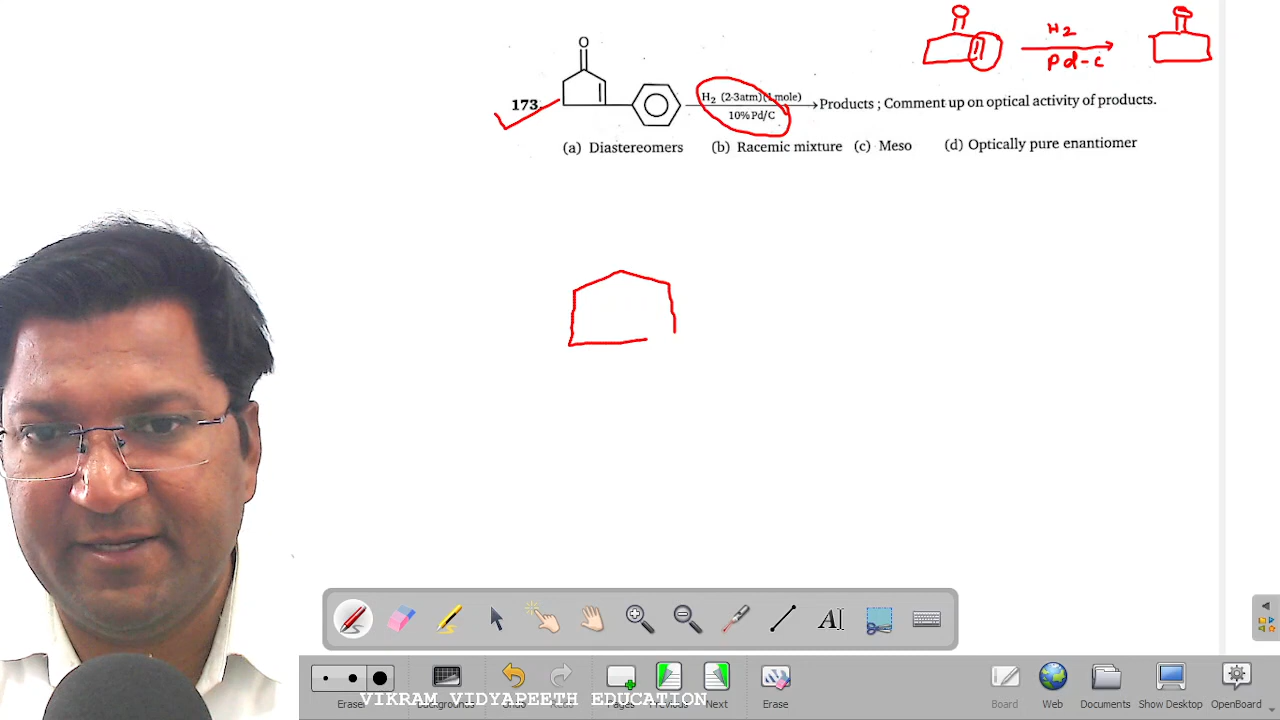 O
H2
Pd-C
O
173.
H2 (2-3atm)(1 mole)
10%Pd/C
Products ; Comment up on optical activity of products.
(a) Diastereomers (b) Racemic mixture (c) Meso (d) Optically pure enantiomer
Erase
Undo
Pages
Previous
Next
Erase
Board
Web
Documents
Show Desktop
OpenBoard
VIKRAM VIDYAPEETH EDUCATION